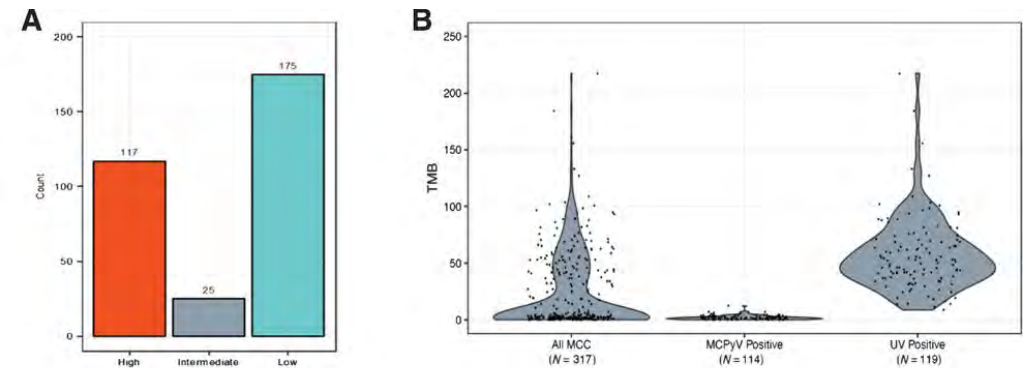 A
200
150
100
50
0
Count
117
25
175
High Intermediate Low
B
250
200
150
100
50
0
TMB
All MCC MCPyV Positive UV Positive
(N = 317) (N = 114) (N = 119)